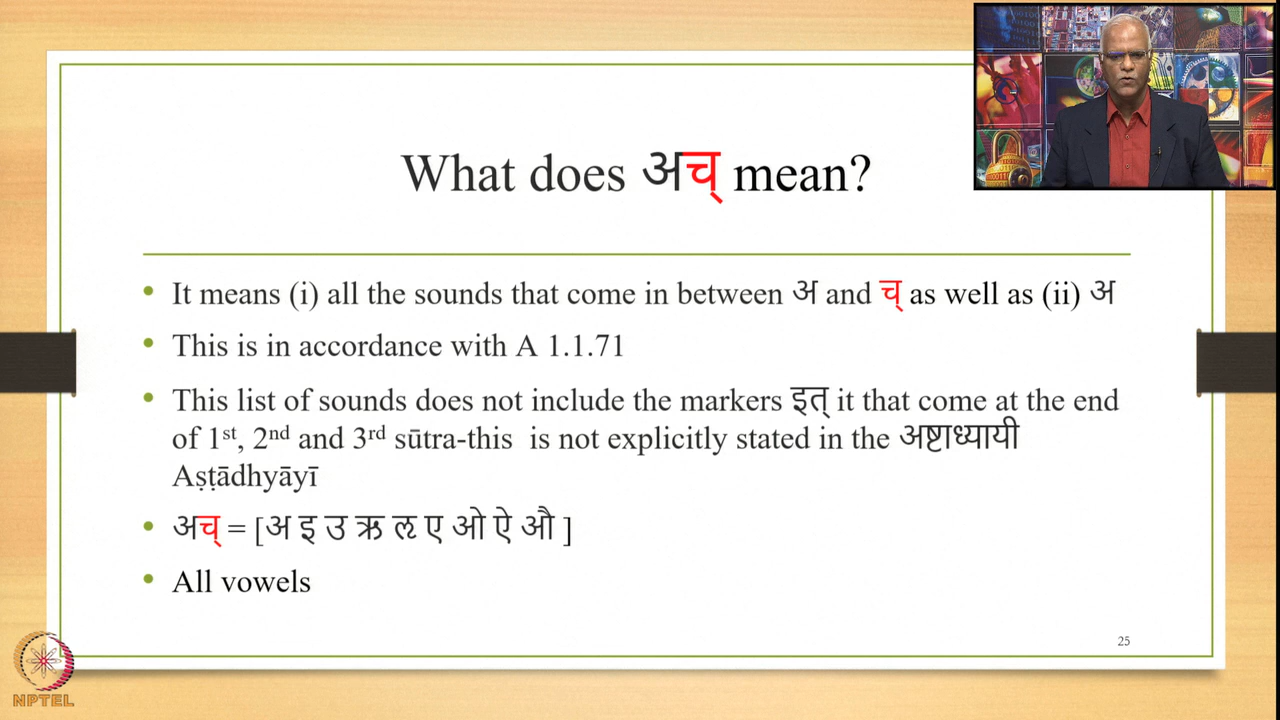 What does अच् mean?
• It means (i) all the sounds that come in between अ and च् as well as (ii) अ
• This is in accordance with A 1.1.71
• This list of sounds does not include the markers इत् it that come at the end
of 1st, 2nd and 3rd sūtra-this is not explicitly stated in the अष्टाध्यायी
Aṣṭādhyāyī
• अच् = [अ इ उ ऋ ऌ ए ओ ऐ औ ]
• All vowels
25
NPTEL